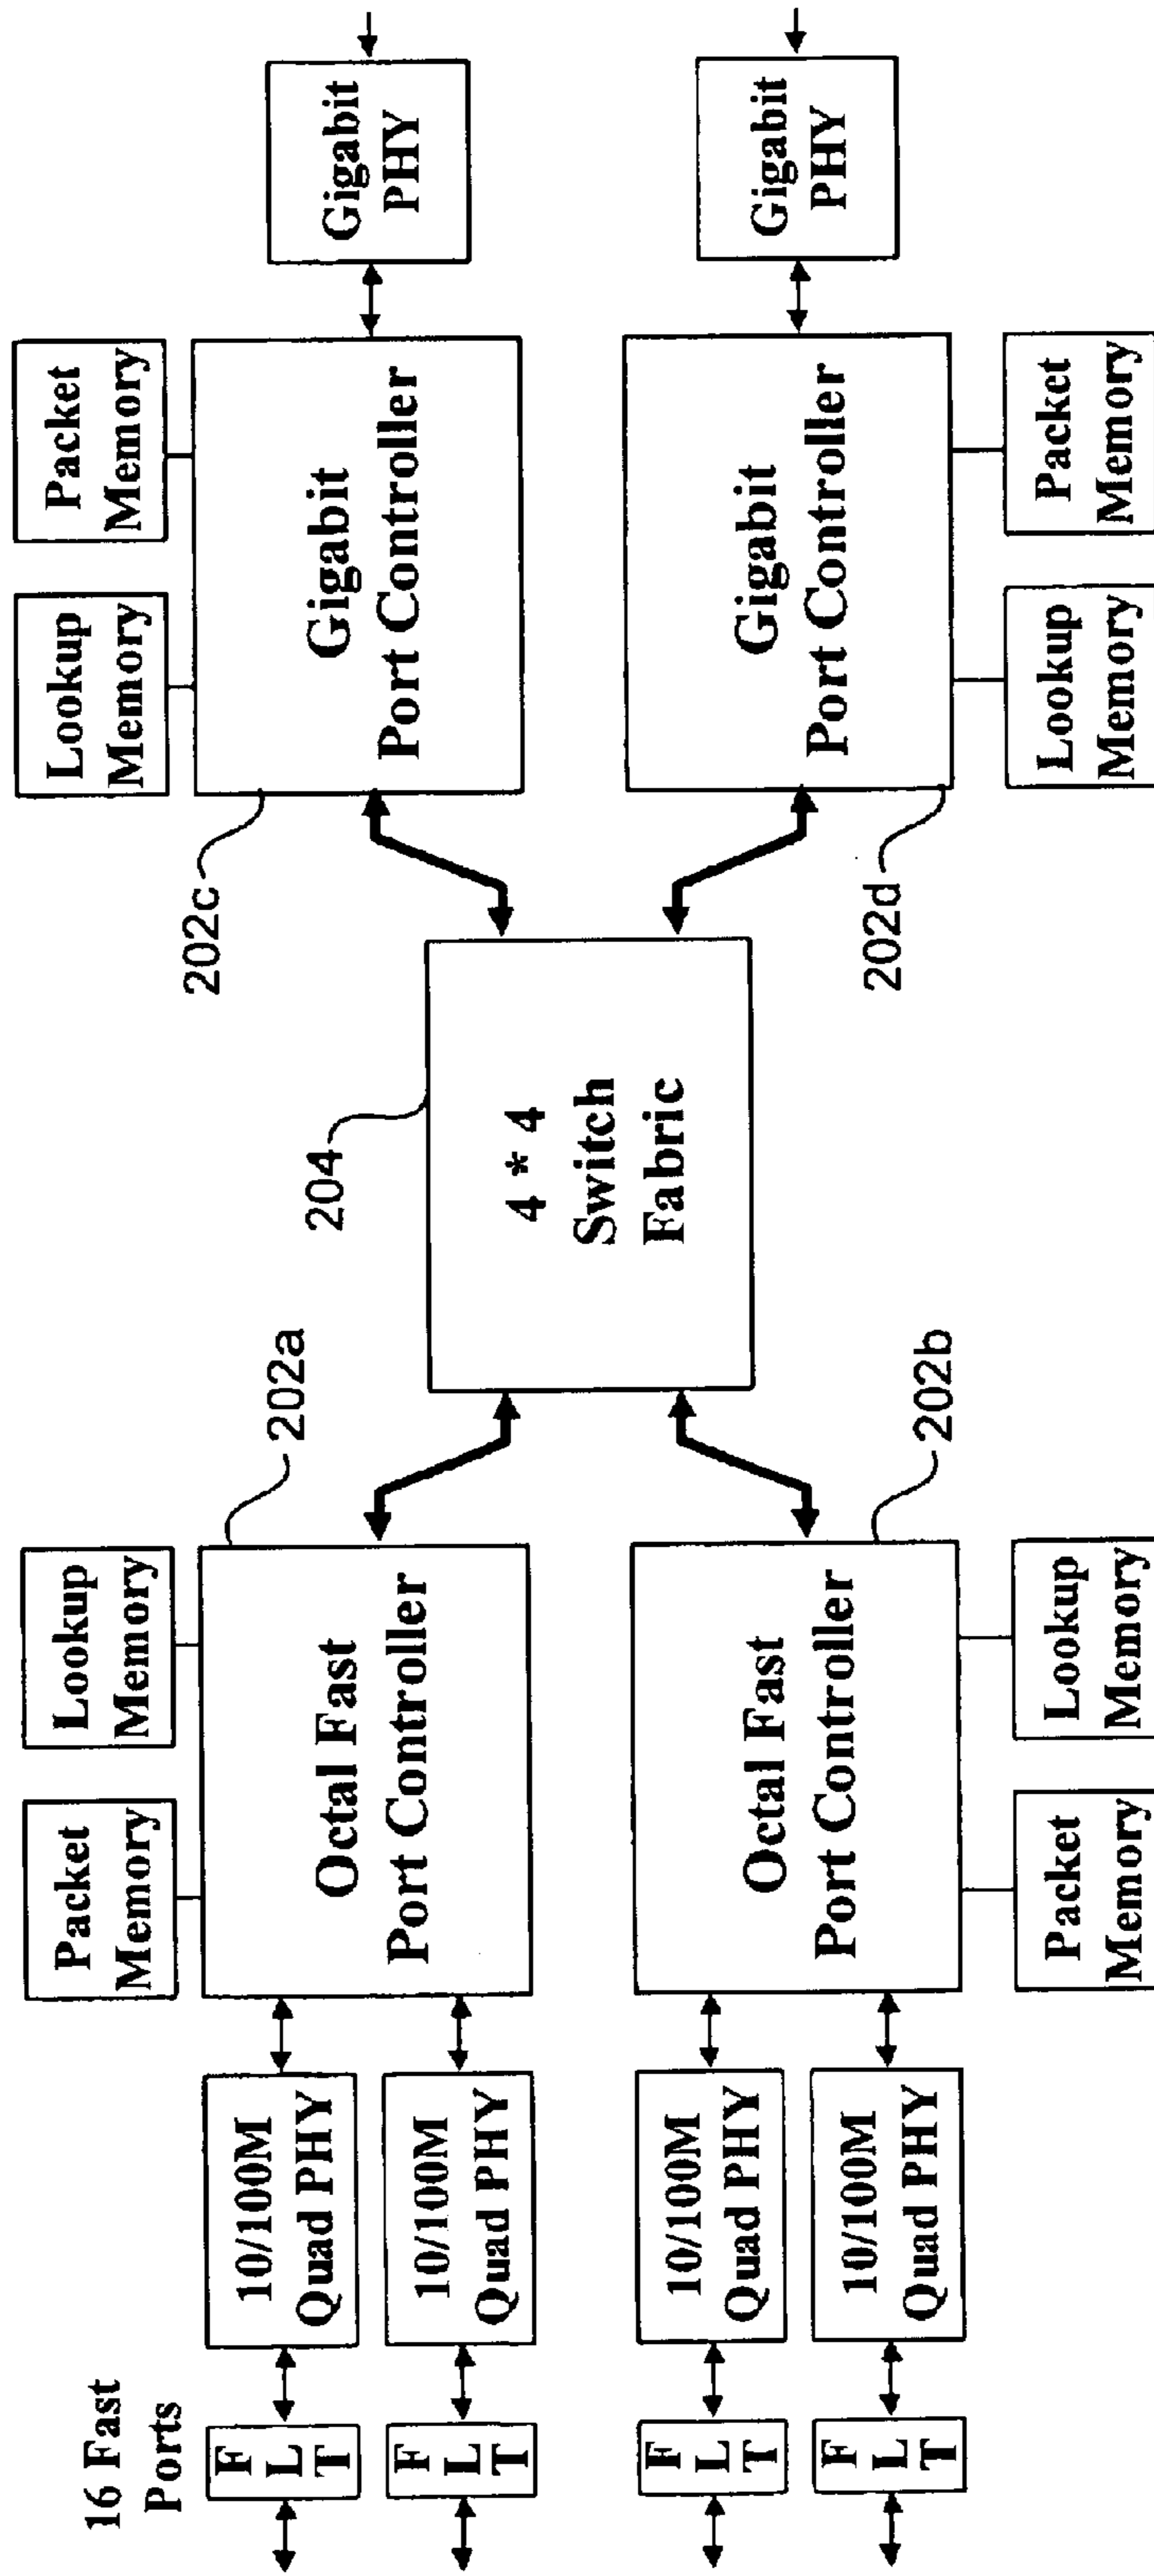 16 Fast
Ports
F
L
T
F
L
T
F
L
T
F
L
T
10/100M
Quad PHY
10/100M
Quad PHY
10/100M
Quad PHY
10/100M
Quad PHY
Packet
Memory
Lookup
Memory
Octal Fast
Port Controller
202a
Octal Fast
Port Controller
202b
Packet
Memory
Lookup
Memory
204
4 * 4
Switch
Fabric
202c
Lookup
Memory
Packet
Memory
Gigabit
Port Controller
Gigabit
PHY
202d
Gigabit
Port Controller
Lookup
Memory
Packet
Memory
Gigabit
PHY